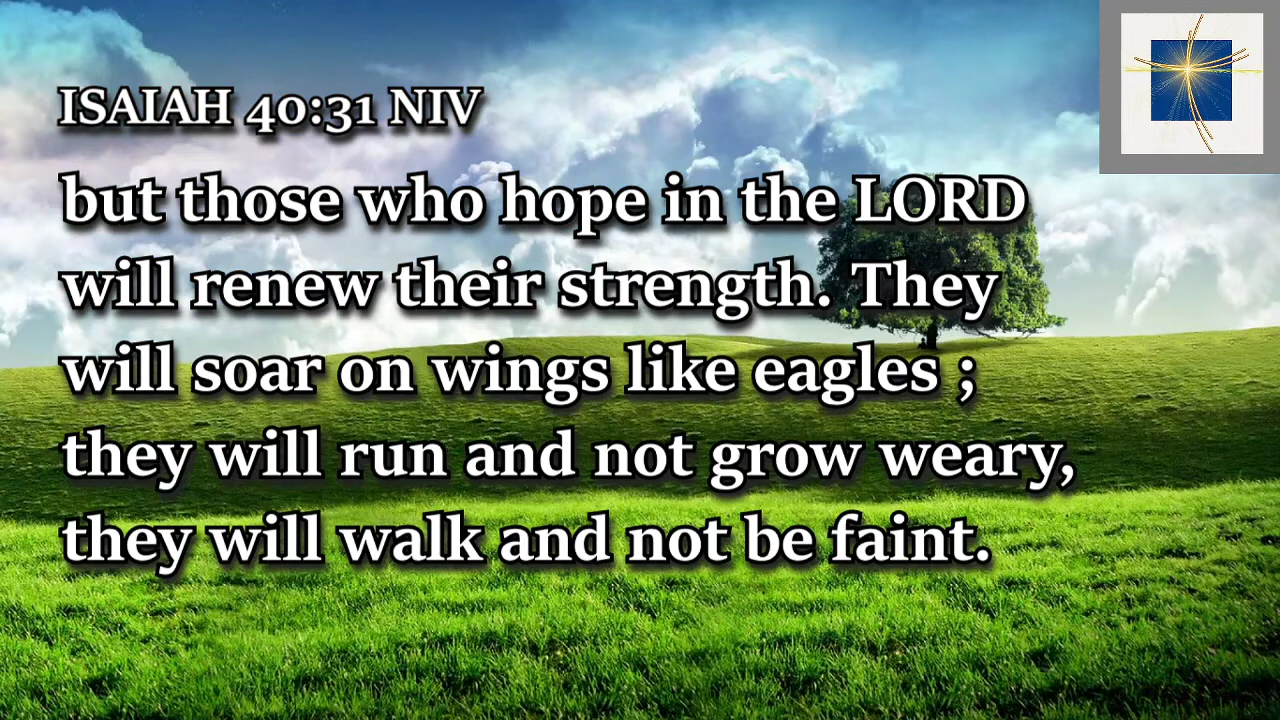 ISAIAH 40:31 NIV
but those who hope in the LORD
will renew their strength. They
will soar on wings like eagles ;
they will run and not grow weary,
they will walk and not be faint.